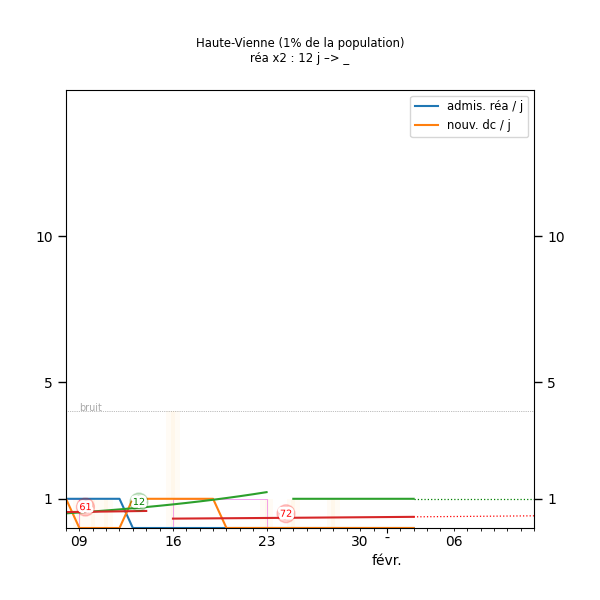 Haute-Vienne (1% de la population)
réa x2 : 12 j –> _
admis. réa / j
nouv. dc / j
10 10
5 5
bruit
1 1
61 12 72
09 16 23 30 - 06
févr.